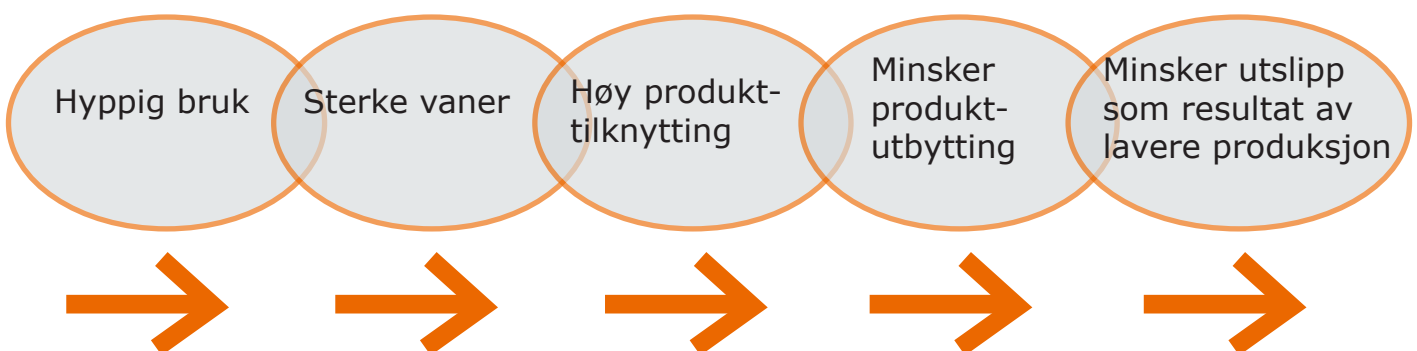 Hyppig bruk
Sterke vaner
Høy produkt-
tilknytting
Minsker
produkt-
utbytting
Minsker utslipp
som resultat av
lavere produksjon